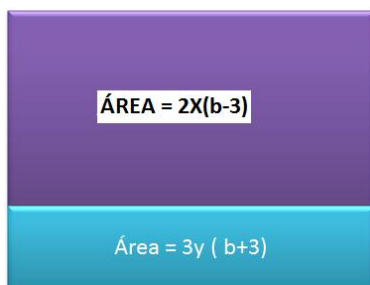 ÁREA = 2X(b-3)
Área = 3y ( b+3)